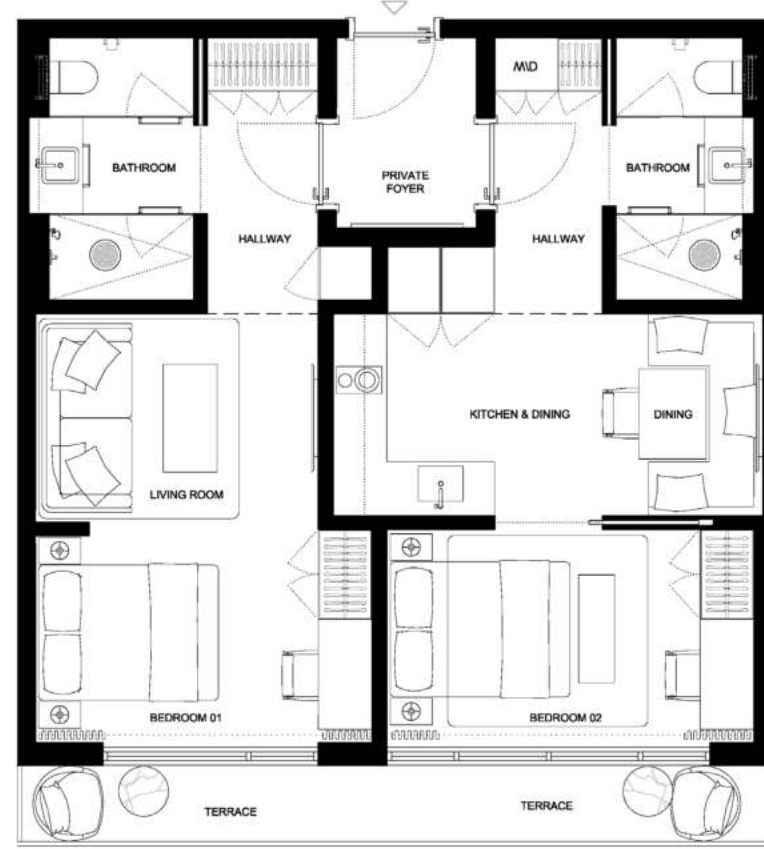 M\D
BATHROOM
PRIVATE
FOYER
BATHROOM
HALLWAY
HALLWAY
KITCHEN & DINING
DINING
LIVING ROOM
BEDROOM 01
BEDROOM 02
TERRACE
TERRACE